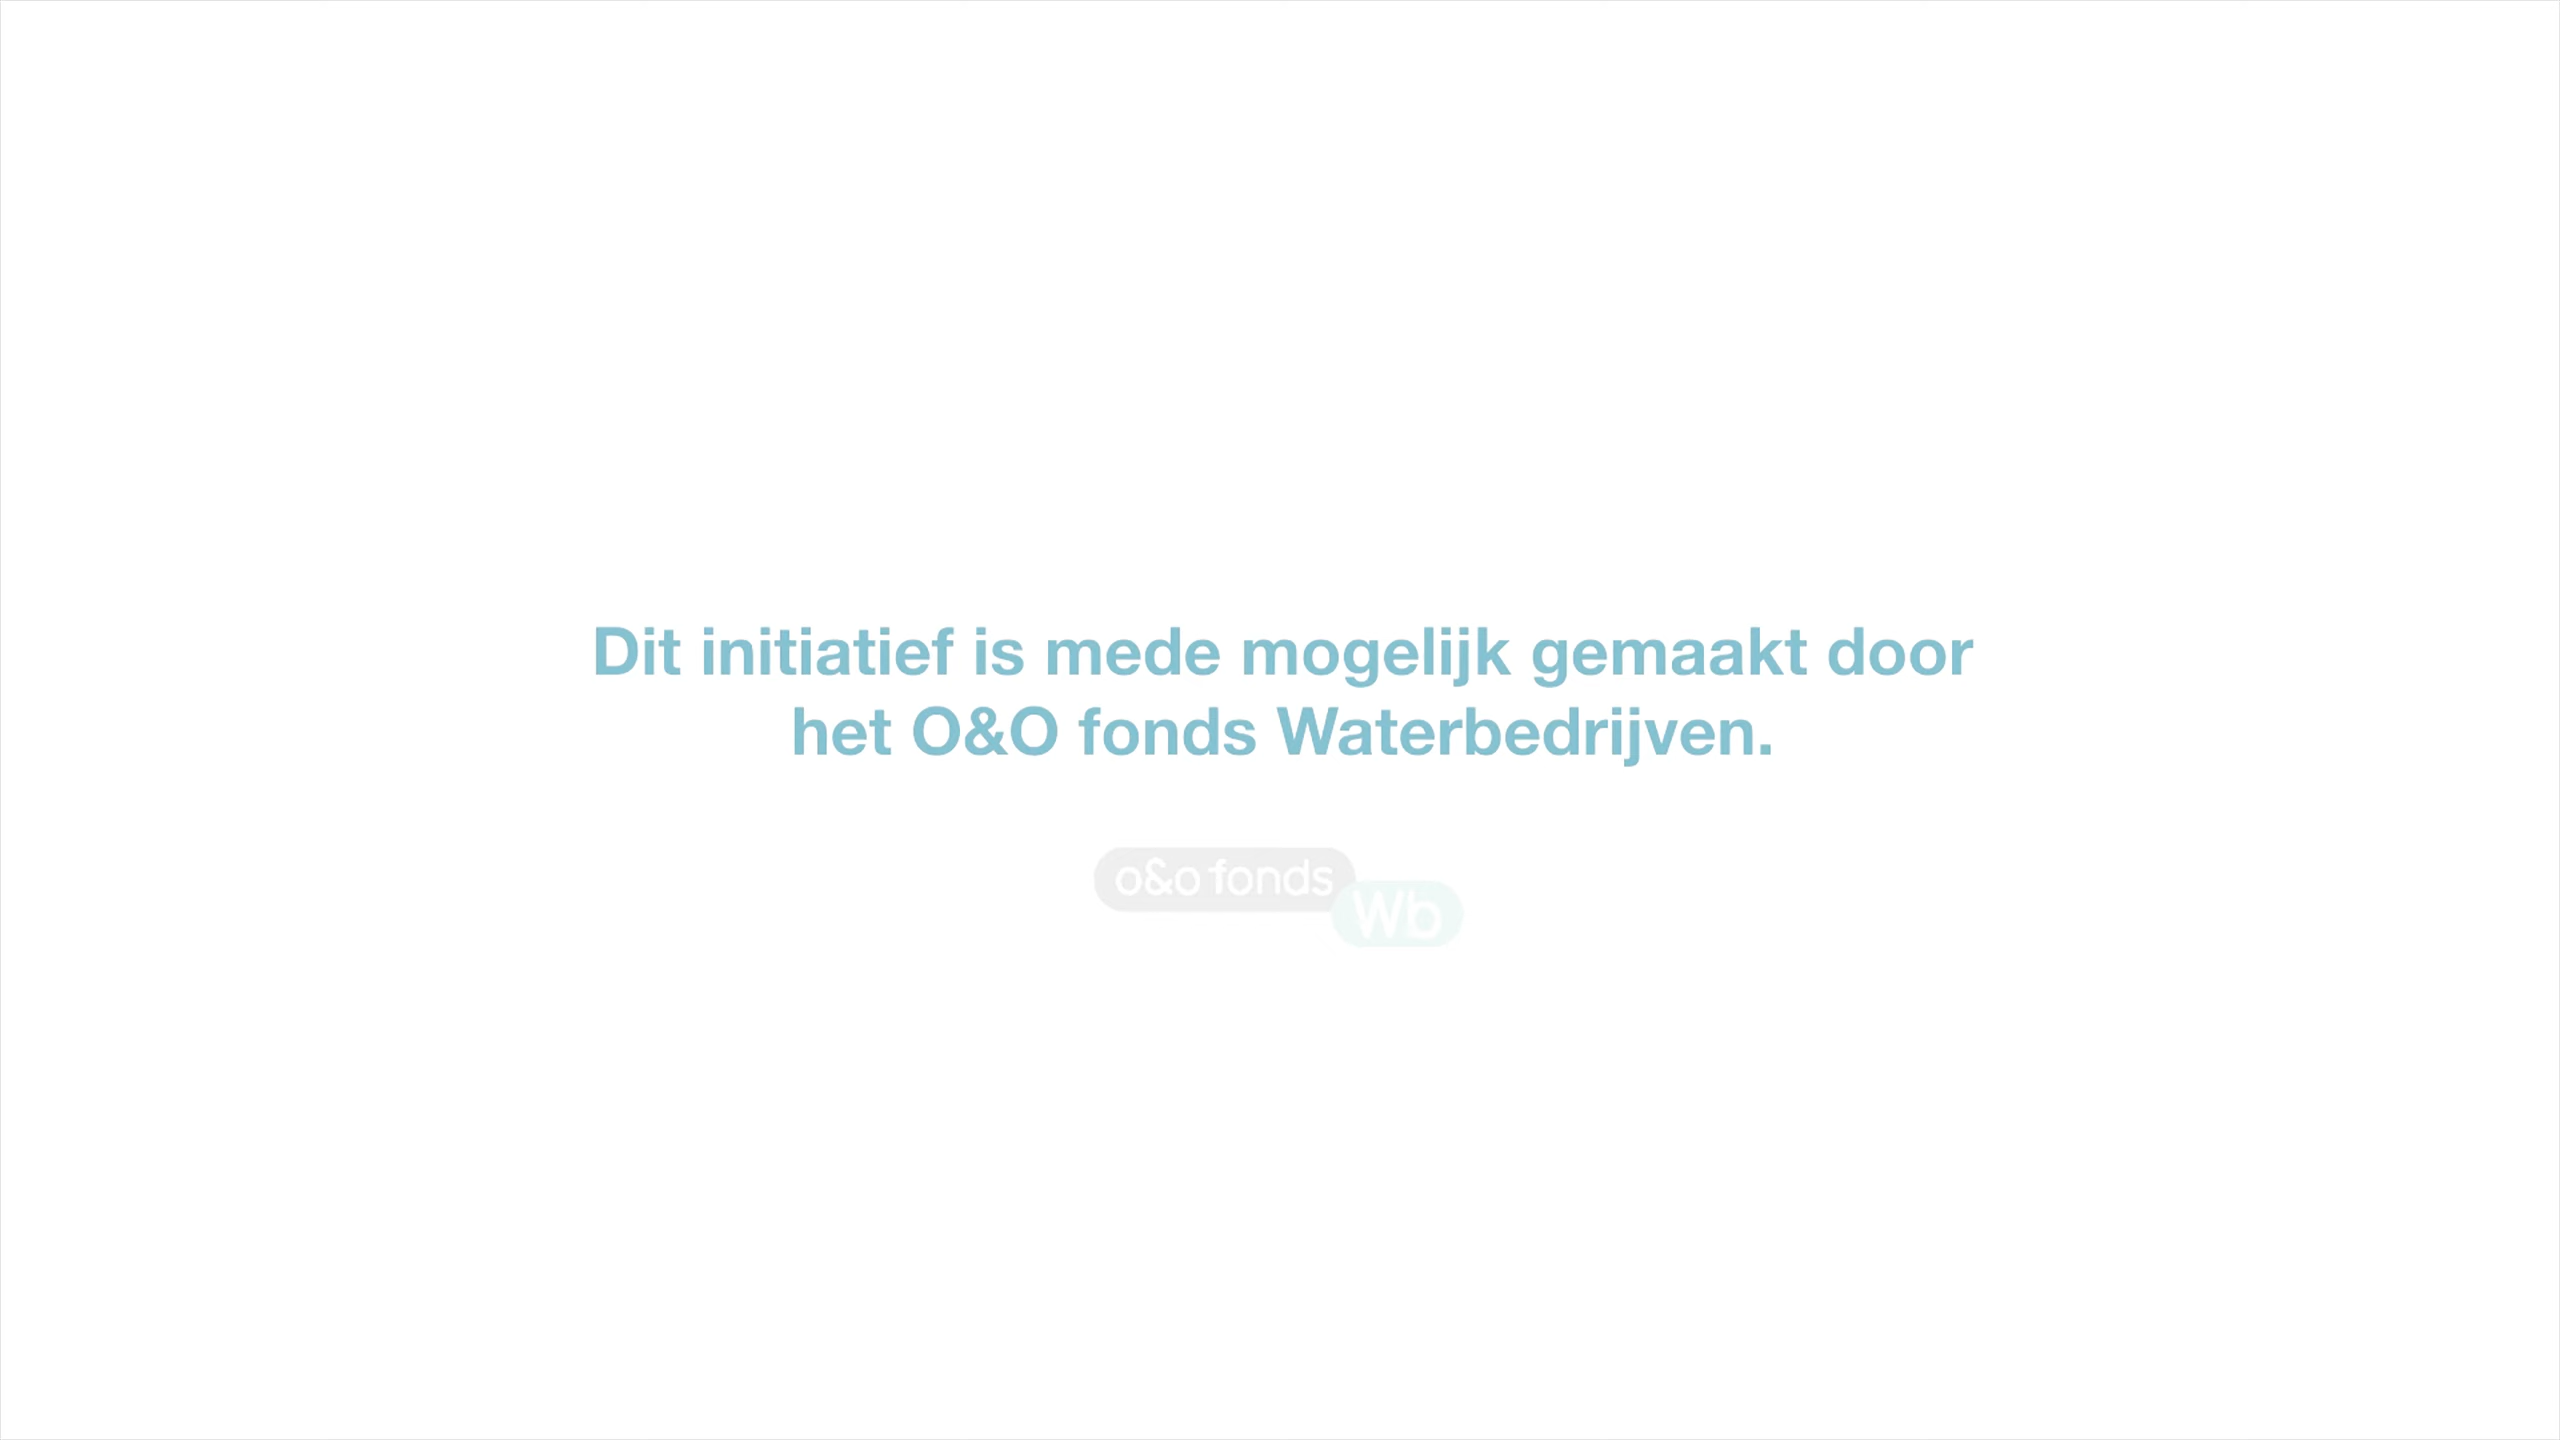 Dit initiatief is mede mogelijk gemaakt door
het O&O fonds Waterbedrijven.
o&o fonds
Wb